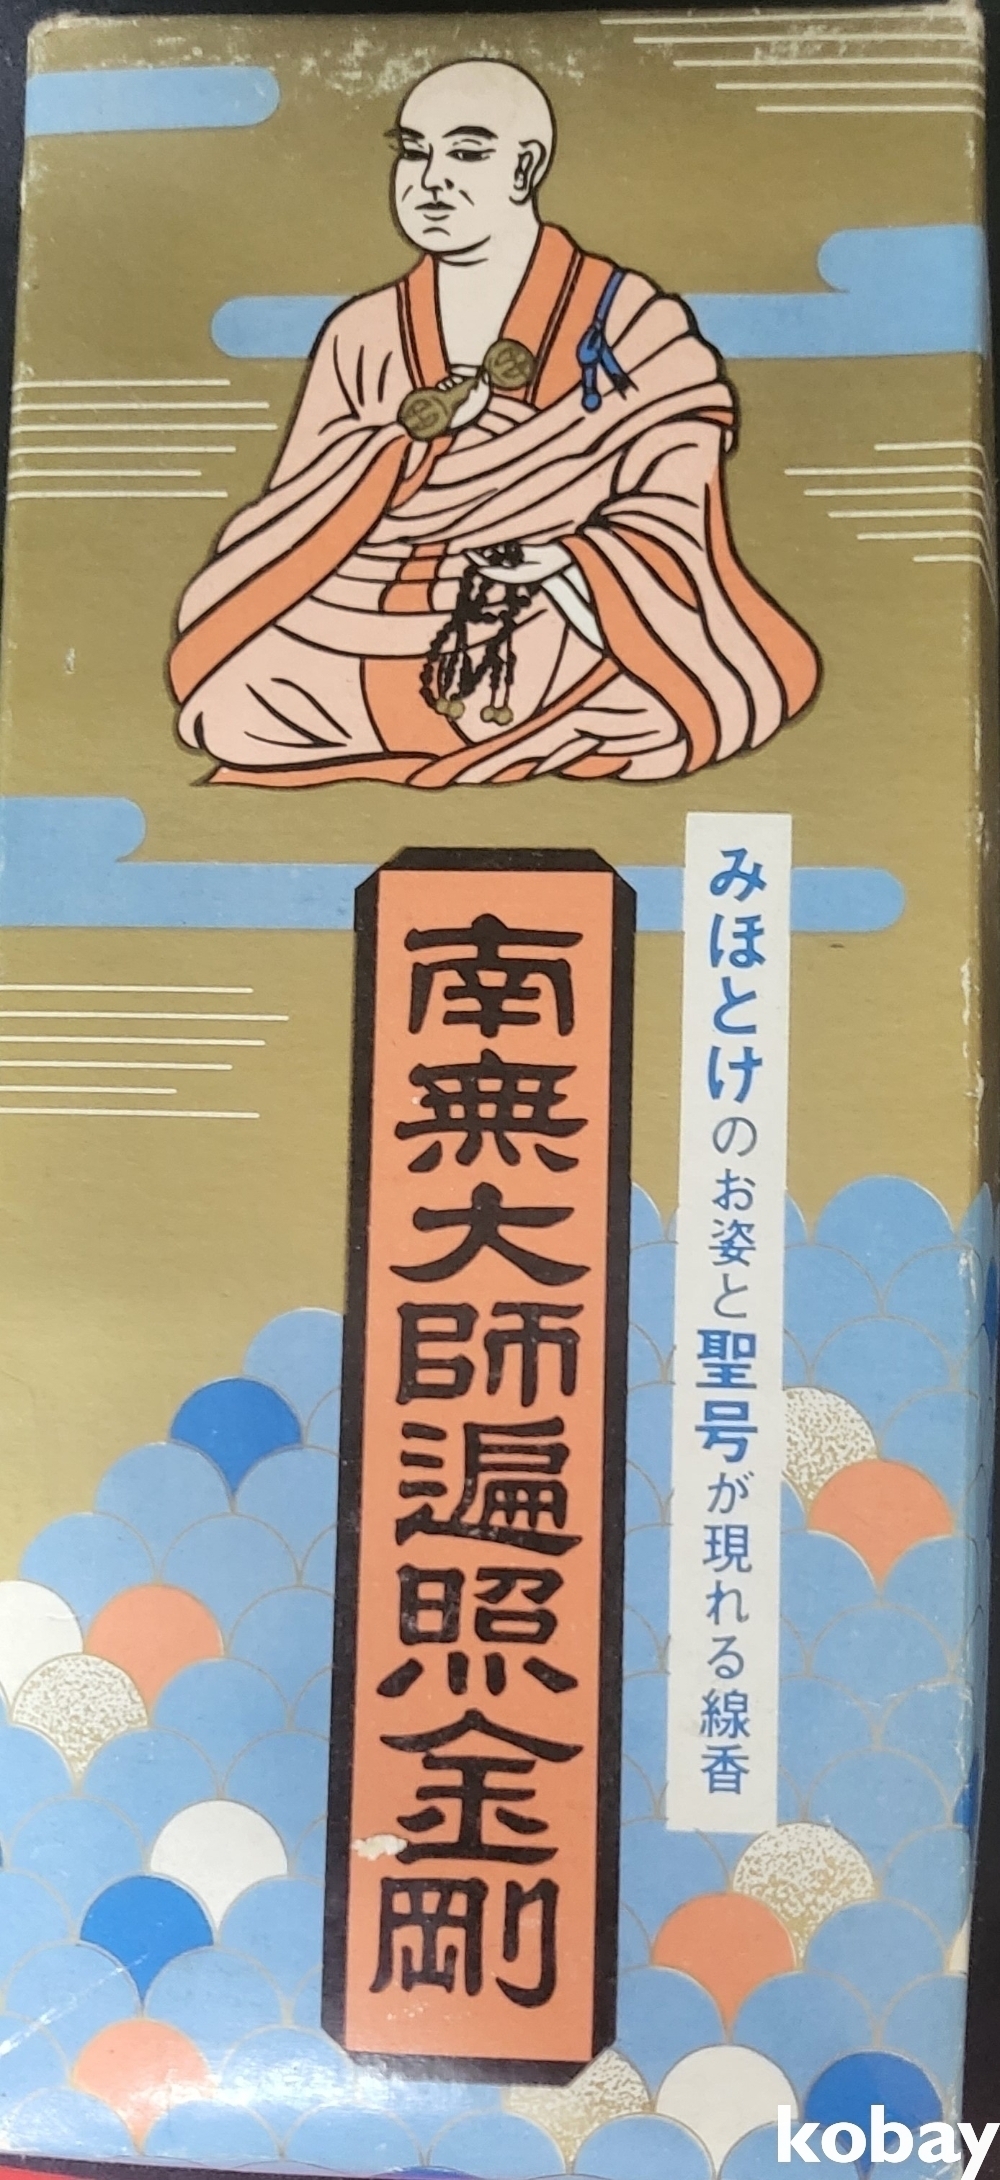 みほとけのお姿と聖号が現れる線香
南無大師遍照金剛
kobay